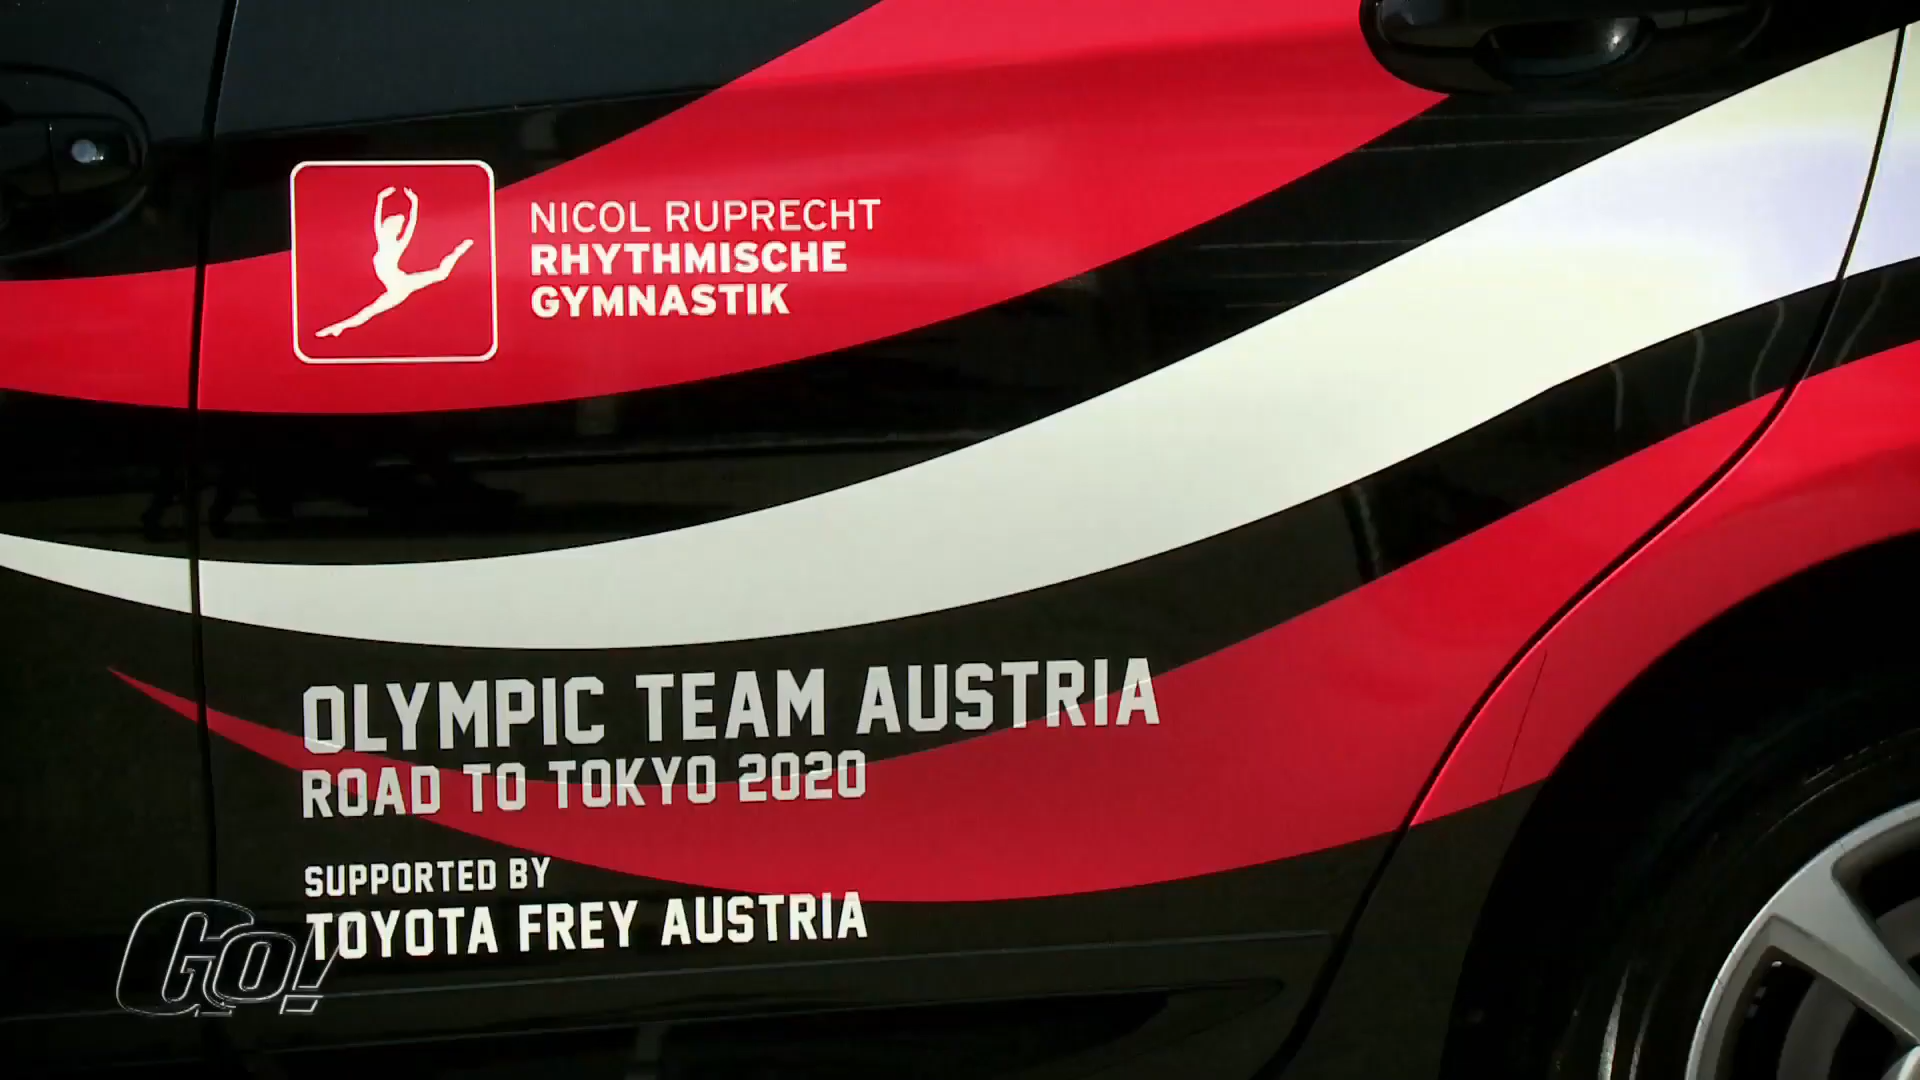 NICOL RUPRECHT
RHYTHMISCHE
GYMNASTIK
OLYMPIC TEAM AUSTRIA
ROAD TO TOKYO 2020
SUPPORTED BY
TOYOTA FREY AUSTRIA
GO!